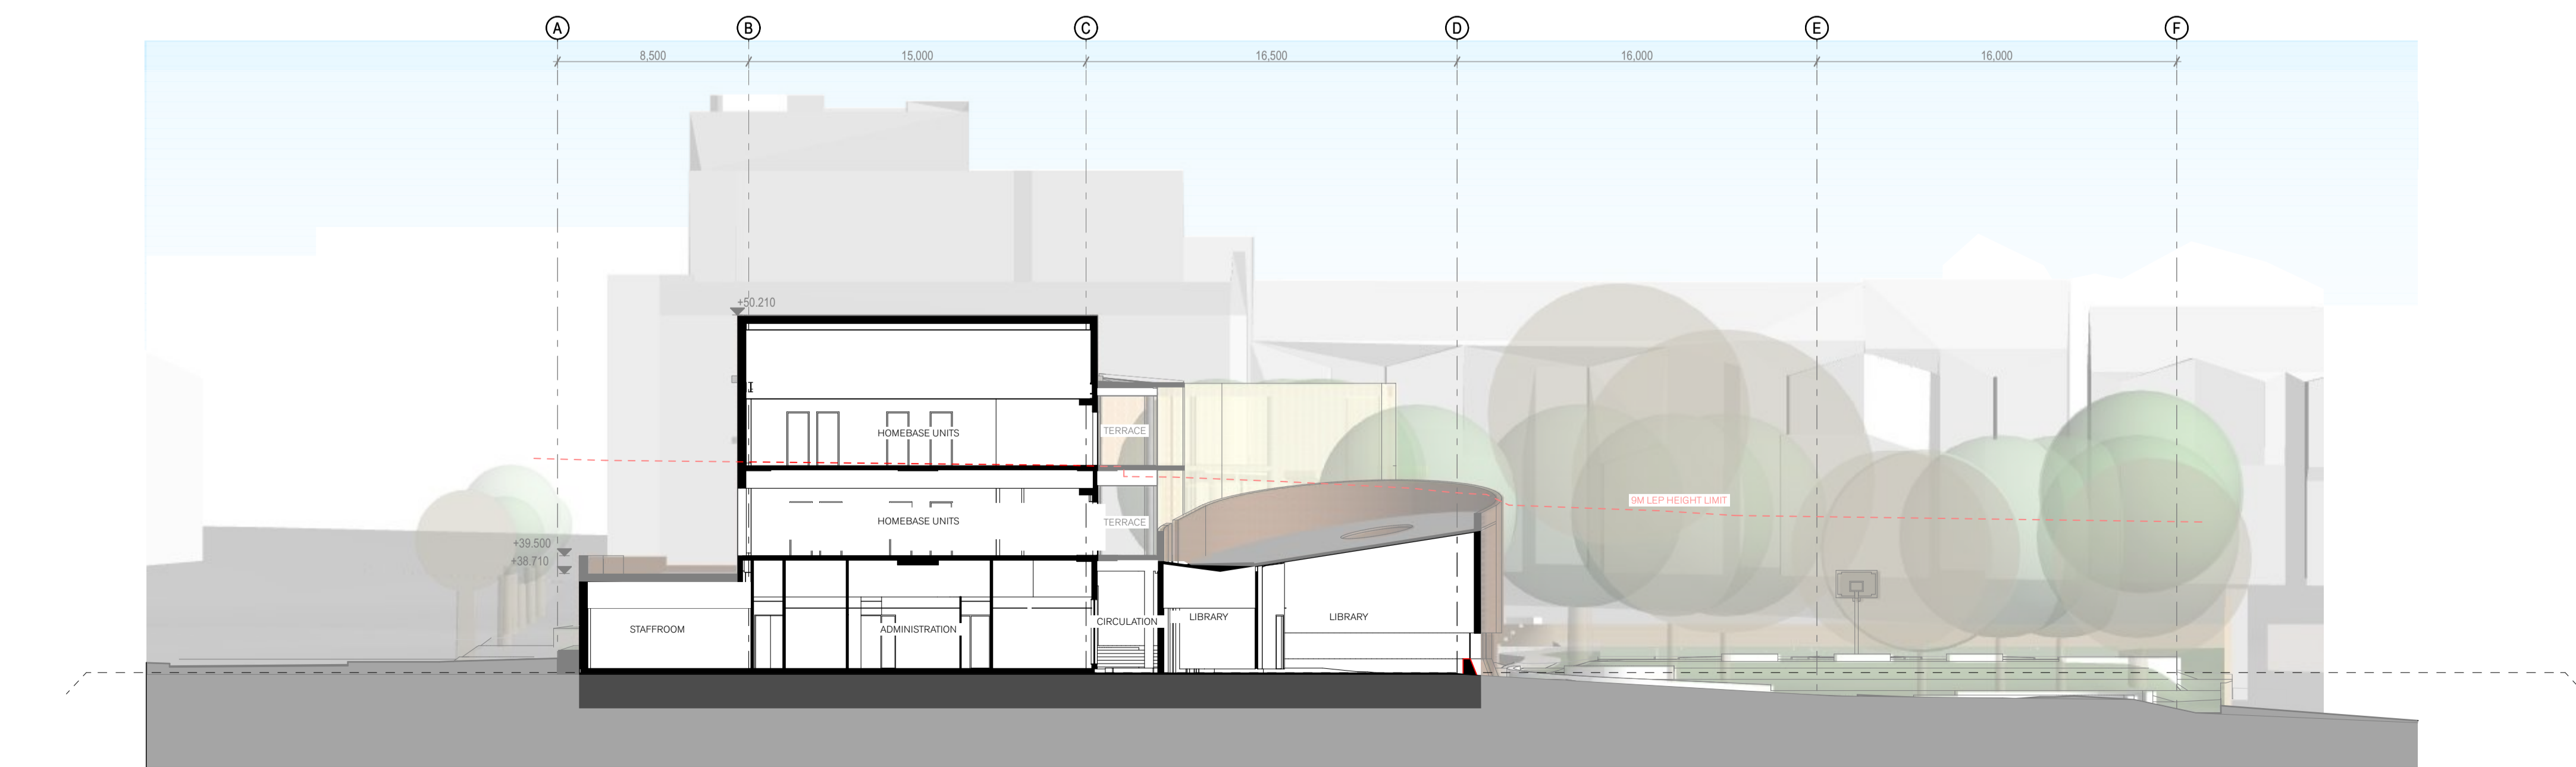 A B C D E F
8,500 15,000 16,500 16,000 16,000
+50.210
HOMEBASE UNITS TERRACE
9M LEP HEIGHT LIMIT
HOMEBASE UNITS TERRACE
+39.500
+38.710
STAFFROOM ADMINISTRATION CIRCULATION LIBRARY LIBRARY